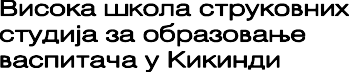 Висока школа струковних
студија за образовање
васпитача у Кикинди